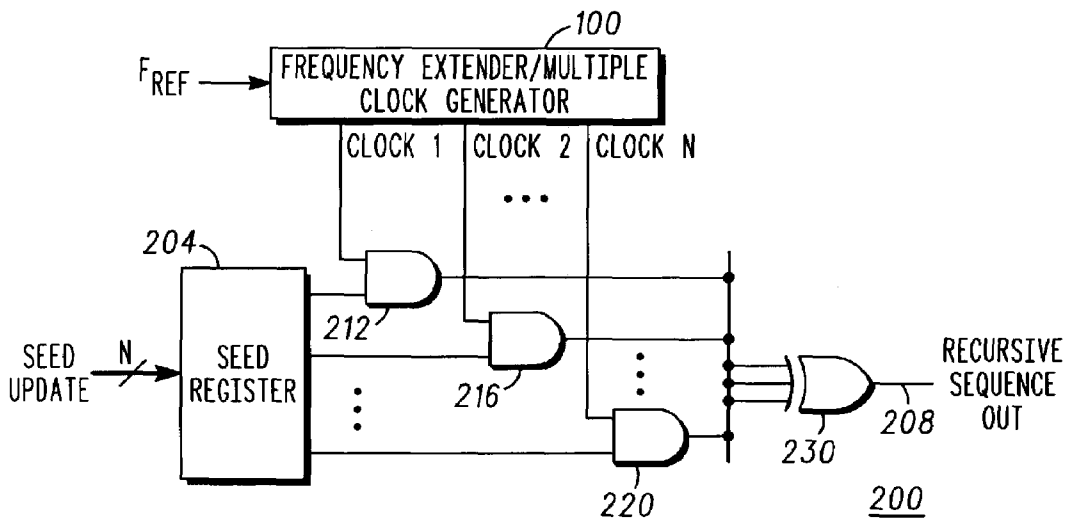 100
F REF
FREQUENCY EXTENDER/MULTIPLE
CLOCK GENERATOR
CLOCK 1
CLOCK 2
CLOCK N
204
212
SEED
UPDATE
N
SEED
REGISTER
216
220
230
208
RECURSIVE
SEQUENCE
OUT
200